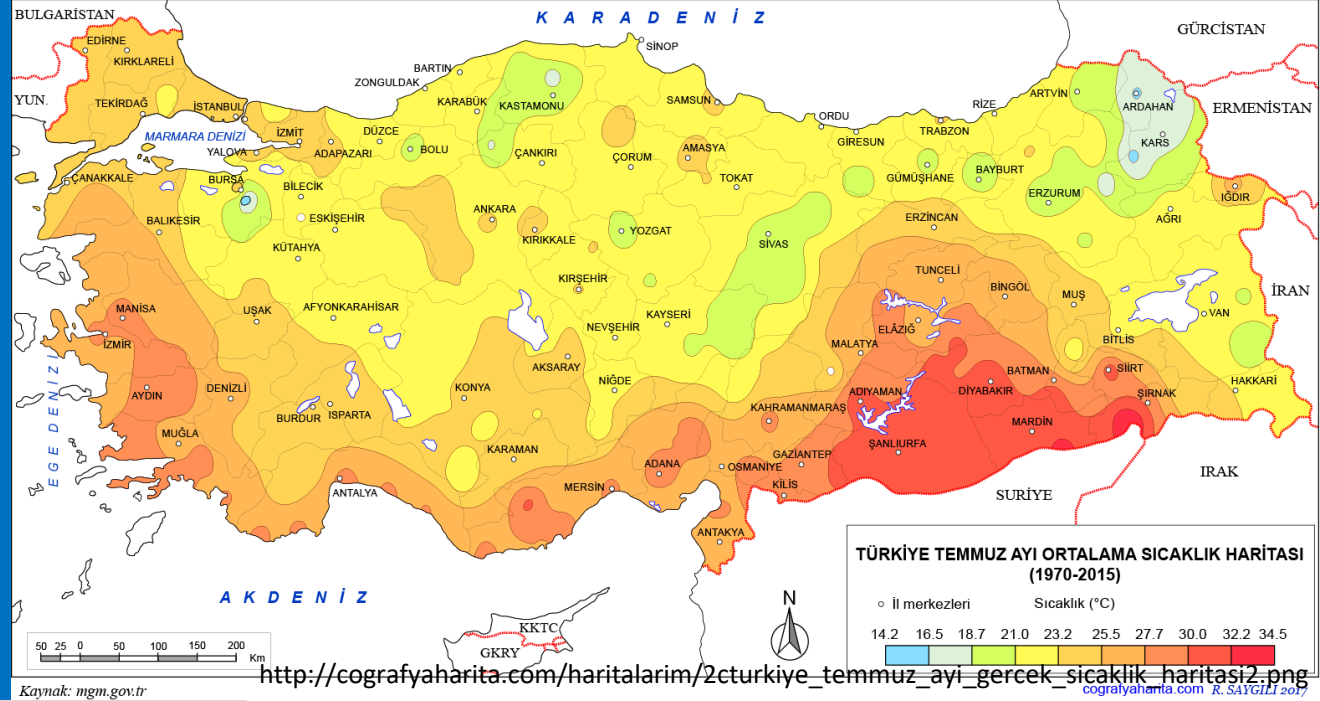 BULGARİSTAN
K A R A D E N İ Z
GÜRCİSTAN
EDİRNE
KIRKLARELİ
SİNOP
BARTIN
ZONGULDAK
YUN.
TEKİRDAĞ
İSTANBUL
KARABÜK
KASTAMONU
SAMSUN
ARTVİN
ARDAHAN
ERMENİSTAN
MARMARA DENİZİ
İZMİT
DÜZCE
ORDU
RİZE
TRABZON
GİRESUN
KARS
YALOVA
ADAPAZARI
BOLU
ÇANKIRI
ÇORUM
AMASYA
TOKAT
GÜMÜŞHANE
BAYBURT
ÇANAKKALE
BURSA
BİLECİK
ERZURUM
IĞDIR
BALIKESİR
ESKİŞEHİR
ANKARA
KIRIKKALE
YOZGAT
SİVAS
ERZİNCAN
AĞRI
KÜTAHYA
KIRŞEHİR
TUNCELİ
BİNGÖL
MUŞ
İRAN
MANİSA
UŞAK
AFYONKARAHİSAR
NEVŞEHİR
KAYSERİ
ELÂZIĞ
VAN
İZMİR
MALATYA
BİTLİS
AKSARAY
AYDIN
DENİZLİ
KONYA
NİĞDE
ADIYAMAN
DİYABAKIR
BATMAN
SİİRT
HAKKARİ
ŞIRNAK
BURDUR
ISPARTA
KAHRAMANMARAŞ
MARDİN
MUĞLA
KARAMAN
ŞANLIURFA
E G E D E N İ Z İ
ADANA
OSMANİYE
GAZİANTEP
ANTALYA
MERSİN
KİLİS
IRAK
SURİYE
ANTAKYA
A K D E N İ Z
TÜRKİYE TEMMUZ AYI ORTALAMA SICAKLIK HARİTASI
(1970-2015)
N
İl merkezleri Sıcaklık (°C)
14.2 16.5 18.7 21.0 23.2 25.5 27.7 30.0 32.2 34.5
KKTC
GKRY
50 25 0 50 100 150 200
Km
http://cografyaharita.com/haritalarim/2cturkiye_temmuz_ayi_gercek_sicaklik_haritasi2.png
Kaynak: mgm.gov.tr
cografyaharita.com R. SAYGILI 2017